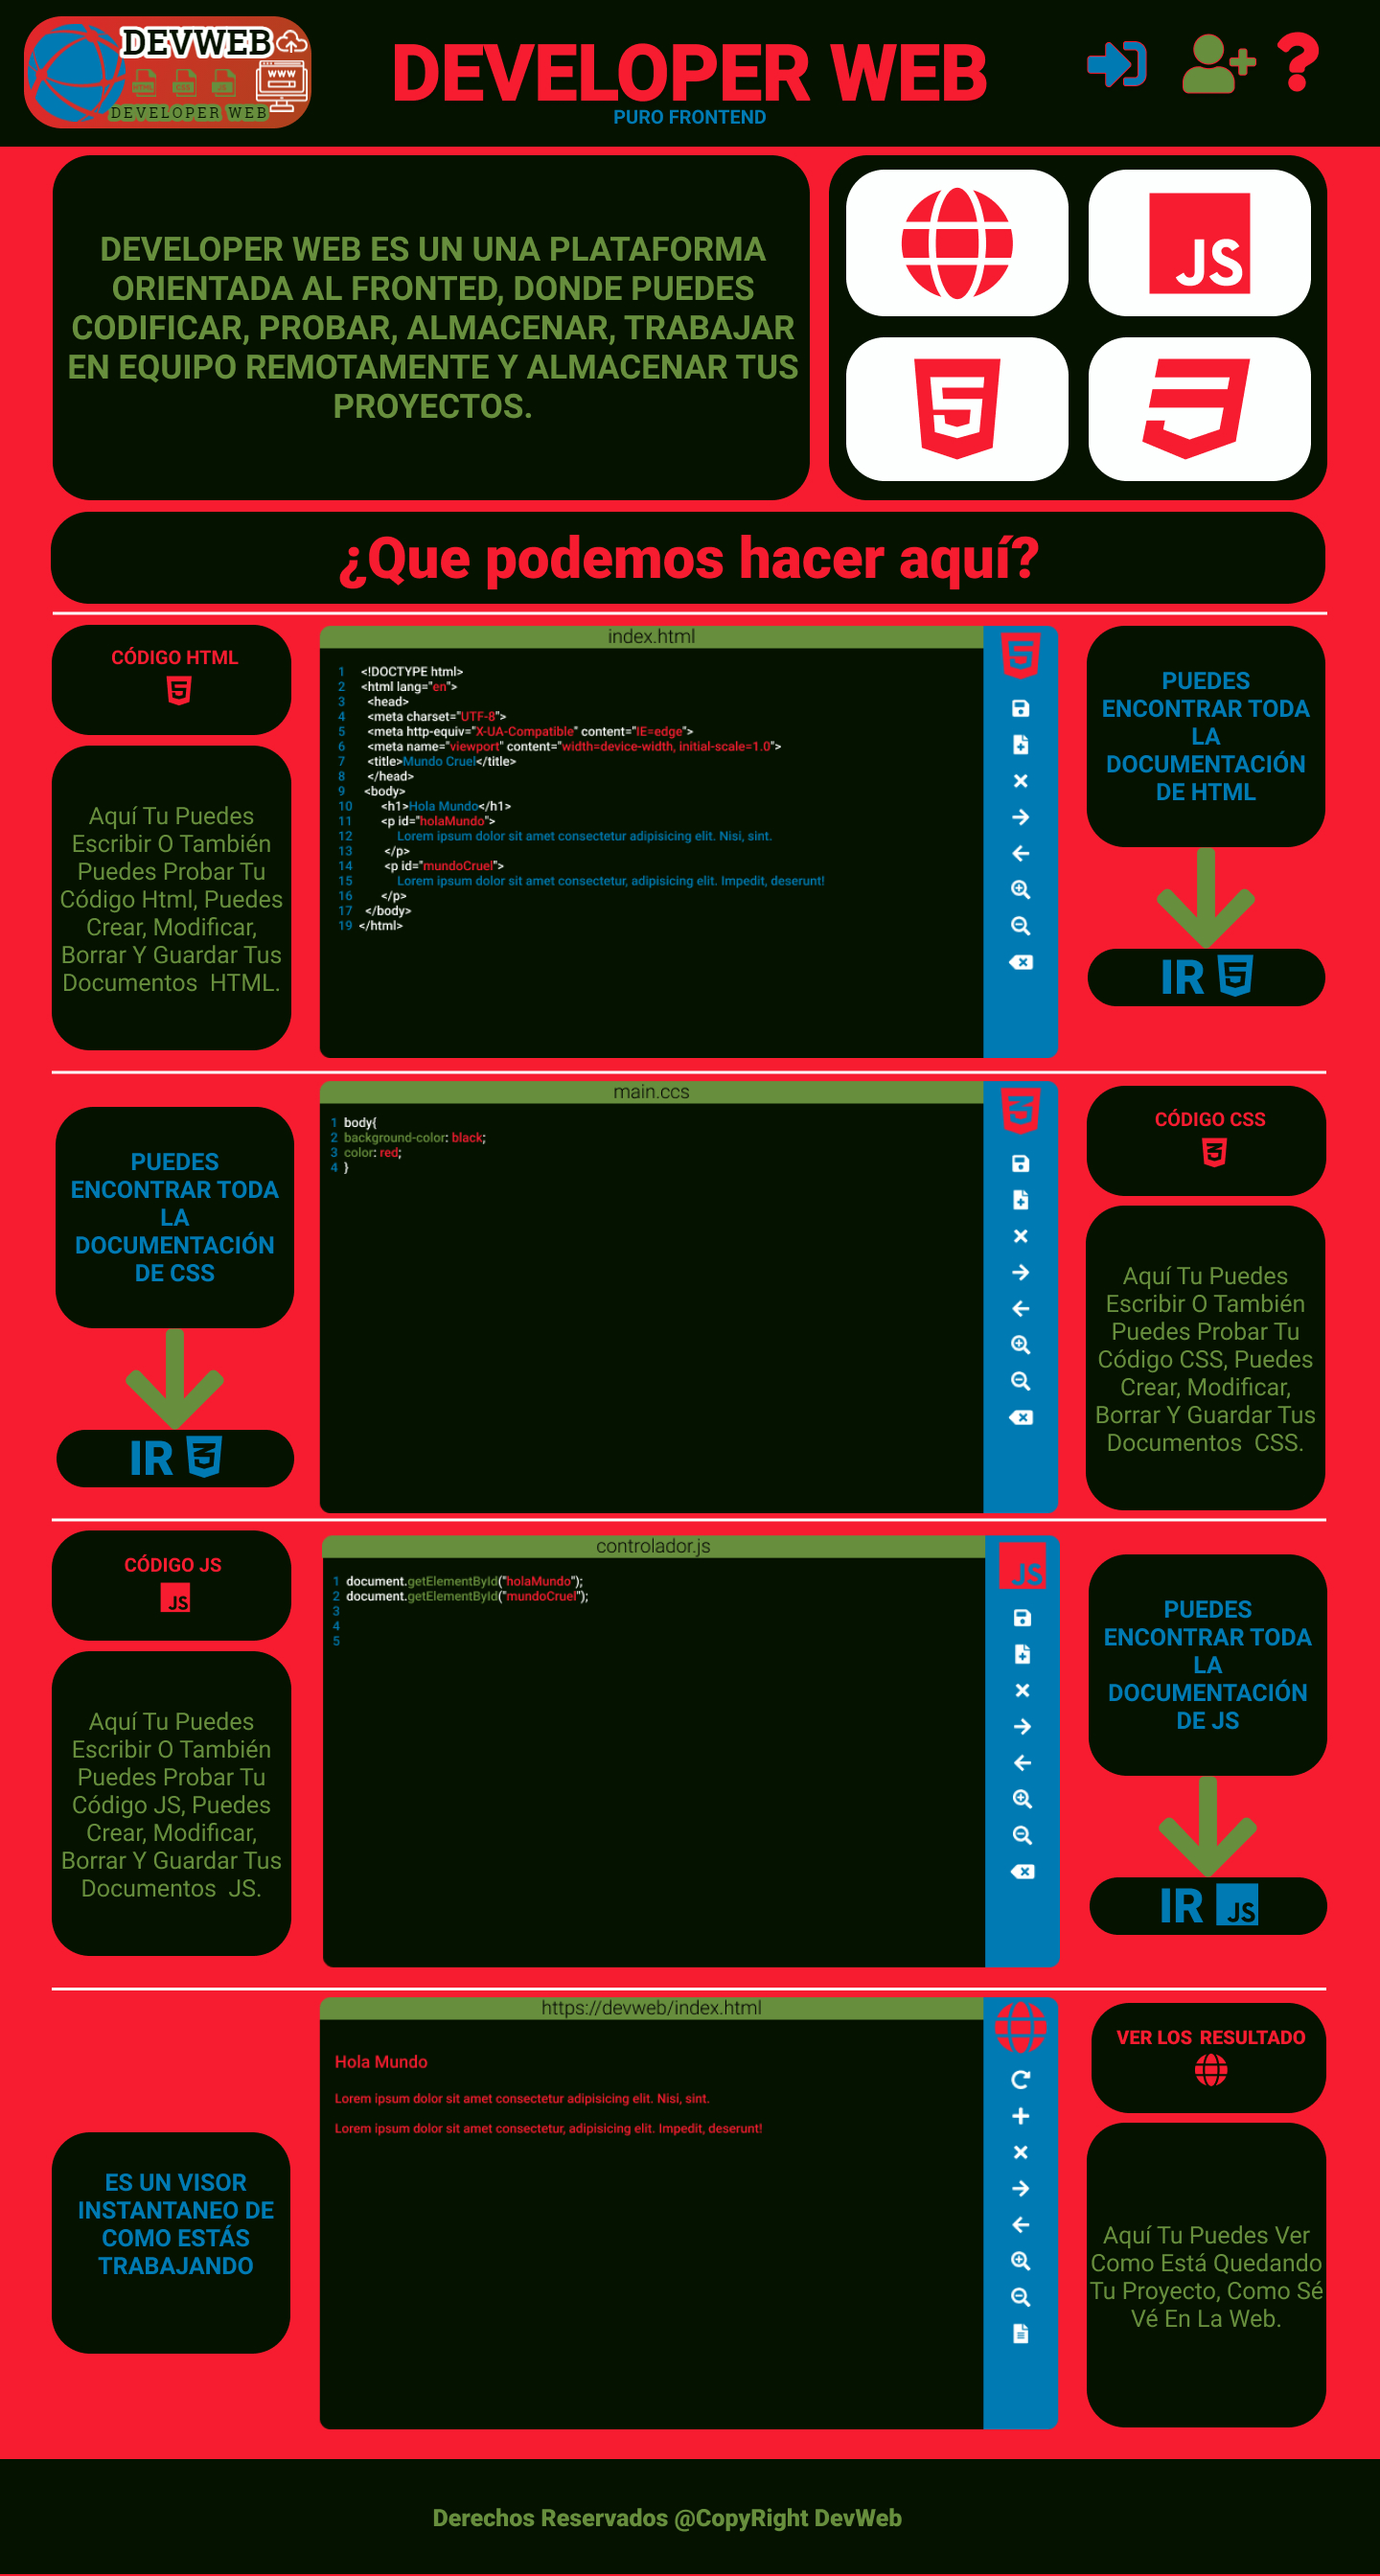 DEVWEB
WWW
HTML
CSS
JS
DEVELOPER WEB
DEVELOPER WEB
PURO FRONTEND
DEVELOPER WEB ES UN UNA PLATAFORMA
ORIENTADA AL FRONTED, DONDE PUEDES
CODIFICAR, PROBAR, ALMACENAR, TRABAJAR
EN EQUIPO REMOTAMENTE Y ALMACENAR TUS
PROYECTOS.
JS
¿Que podemos hacer aquí?
CÓDIGO HTML
Aquí Tu Puedes
Escribir O También
Puedes Probar Tu
Código Html, Puedes
Crear, Modificar,
Borrar Y Guardar Tus
Documentos  HTML.
index.html
1 <!DOCTYPE html>
2 <html lang="en">
3 <head>
4 <meta charset="UTF-8">
5 <meta http-equiv="X-UA-Compatible" content="IE=edge">
6 <meta name="viewport" content="width=device-width, initial-scale=1.0">
7 <title>Mundo Cruel</title>
8 </head>
9 <body>
10 <h1>Hola Mundo</h1>
11 <p id="holaMundo">
12 Lorem ipsum dolor sit amet consectetur adipisicing elit. Nisi, sint.
13 </p>
14 <p id="mundoCruel">
15 Lorem ipsum dolor sit amet consectetur, adipisicing elit. Impedit, deserunt!
16 </p>
17 </body>
19 </html>
PUEDES
ENCONTRAR TODA
LA
DOCUMENTACIÓN
DE HTML
IR
PUEDES
ENCONTRAR TODA
LA
DOCUMENTACIÓN
DE CSS
IR
main.ccs
1 body{
2 background-color: black;
3 color: red;
4 }
CÓDIGO CSS
Aquí Tu Puedes
Escribir O También
Puedes Probar Tu
Código CSS, Puedes
Crear, Modificar,
Borrar Y Guardar Tus
Documentos  CSS.
CÓDIGO JS
JS
Aquí Tu Puedes
Escribir O También
Puedes Probar Tu
Código JS, Puedes
Crear, Modificar,
Borrar Y Guardar Tus
Documentos  JS.
controlador.js
JS
1 document.getElementById("holaMundo");
2 document.getElementById("mundoCruel");
3
4
5
PUEDES
ENCONTRAR TODA
LA
DOCUMENTACIÓN
DE JS
IR JS
ES UN VISOR
INSTANTANEO DE
COMO ESTÁS
TRABAJANDO
https://devweb/index.html
Hola Mundo
Lorem ipsum dolor sit amet consectetur adipisicing elit. Nisi, sint.
Lorem ipsum dolor sit amet consectetur, adipisicing elit. Impedit, deserunt!
VER LOS RESULTADO
Aquí Tu Puedes Ver
Como Está Quedando
Tu Proyecto, Como Sé
Vé En La Web.
Derechos Reservados @CopyRight DevWeb